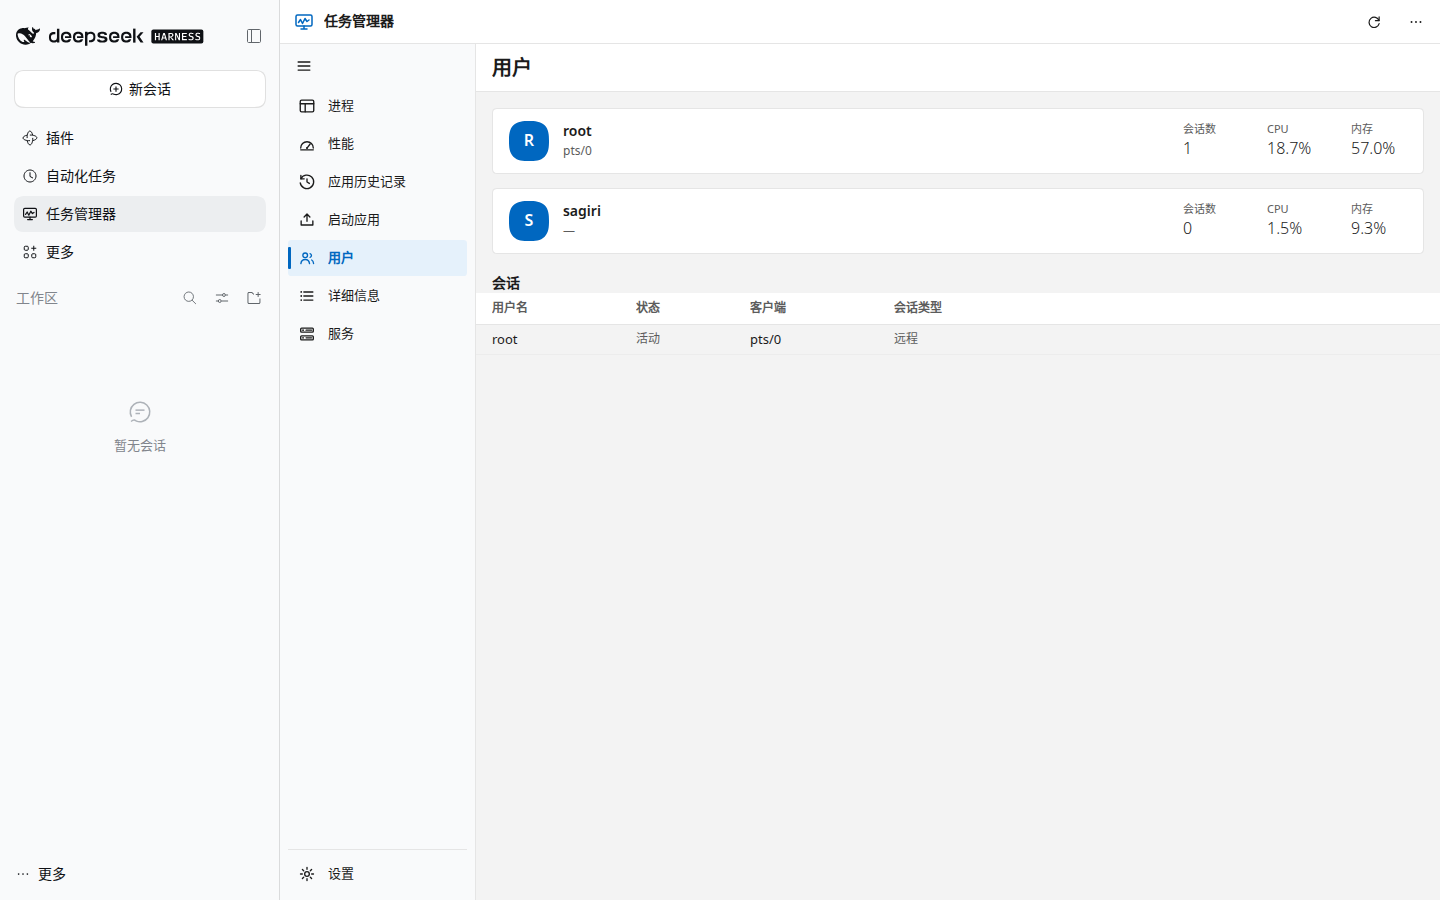 deepseek HARNESS
新会话
插件
自动化任务
任务管理器
更多
工作区
暂无会话
更多
任务管理器
进程
性能
应用历史记录
启动应用
用户
详细信息
服务
设置
用户
R root pts/0 会话数 1 CPU 18.7% 内存 57.0%
S sagiri — 会话数 0 CPU 1.5% 内存 9.3%
会话
用户名 状态 客户端 会话类型
root 活动 pts/0 远程